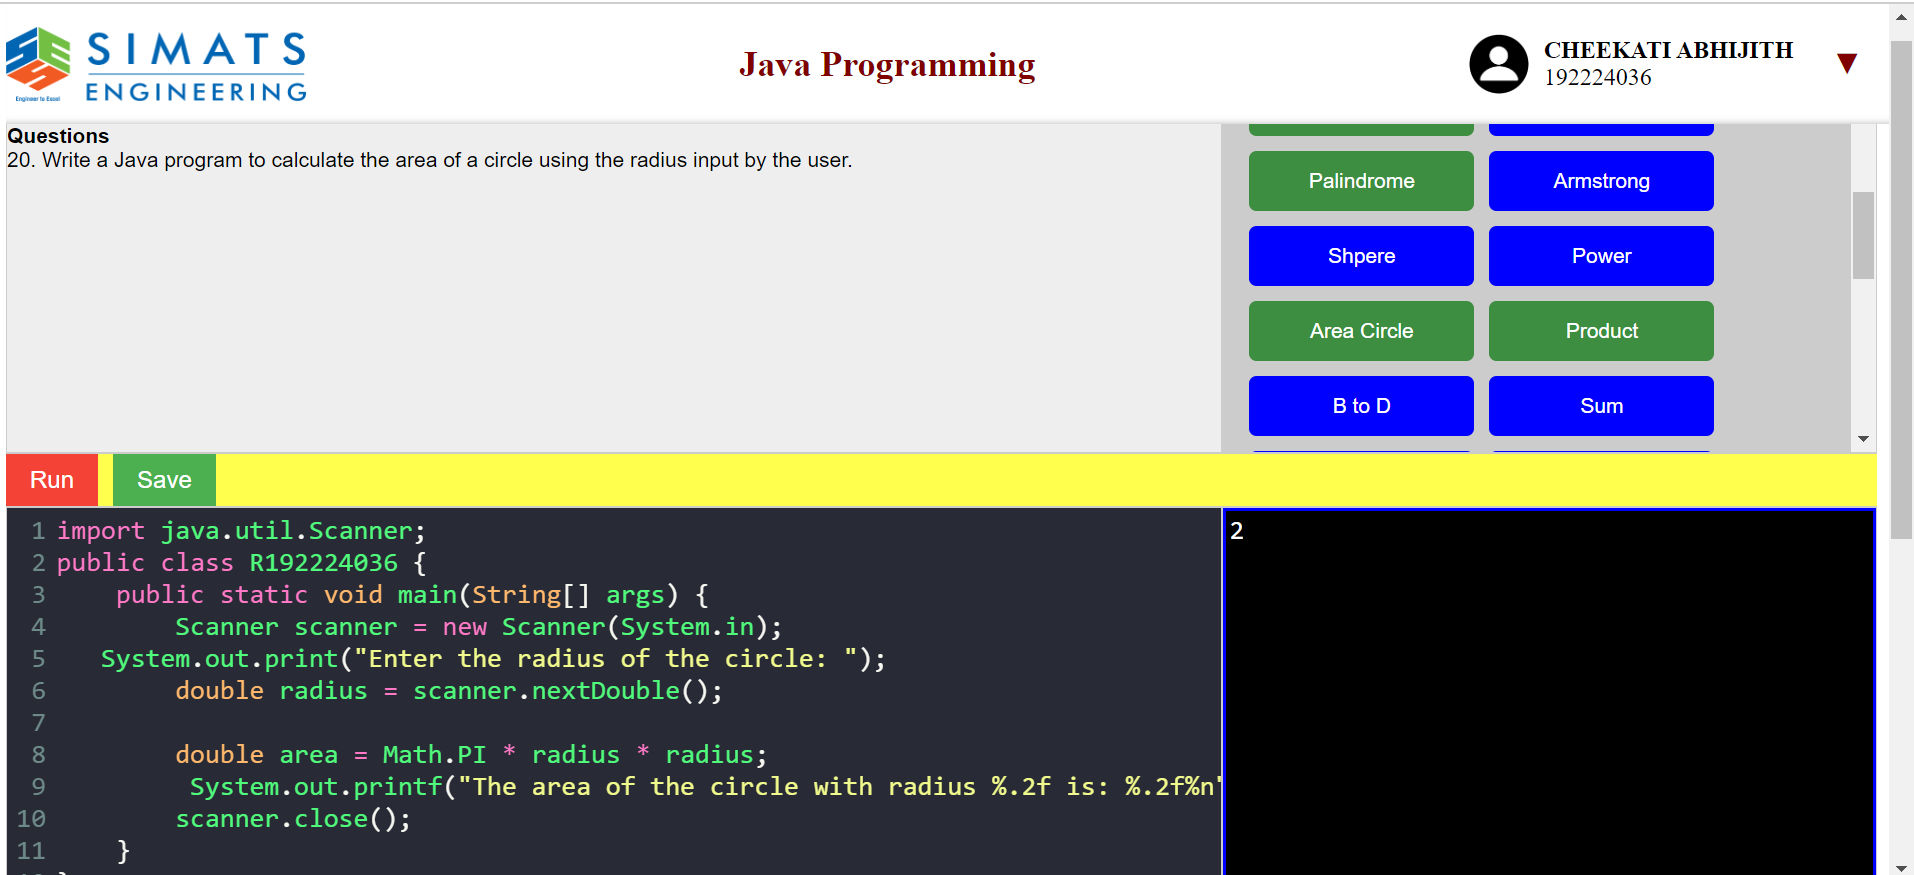 SIMATS
ENGINEERING
Engineer to Excel
Java Programming
CHEEKATI ABHIJITH
192224036
▼
Questions
20. Write a Java program to calculate the area of a circle using the radius input by the user.
Palindrome
Armstrong
Shpere
Power
Area Circle
Product
B to D
Sum
Run
Save
1 import java.util.Scanner;
2 public class R192224036 {
3     public static void main(String[] args) {
4         Scanner scanner = new Scanner(System.in);
5    System.out.print("Enter the radius of the circle: ");
6         double radius = scanner.nextDouble();
7
8         double area = Math.PI * radius * radius;
9          System.out.printf("The area of the circle with radius %.2f is: %.2f%n"
10         scanner.close();
11     }
2